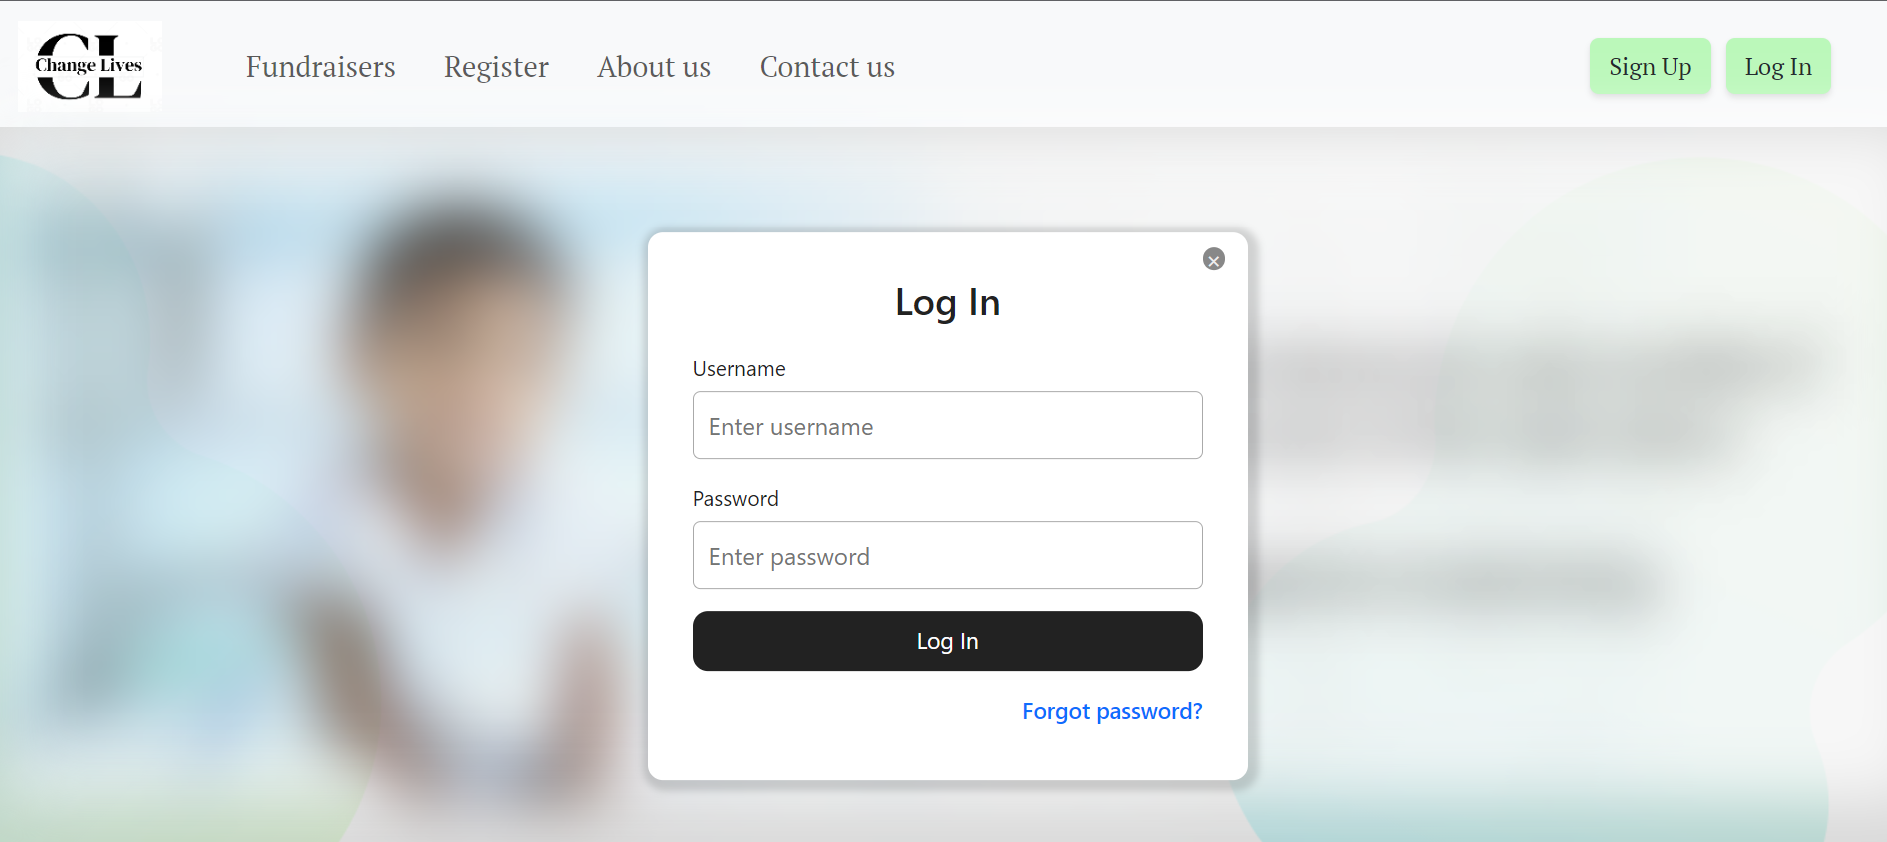 CL
Change Lives
Fundraisers
Register
About us
Contact us
Sign Up
Log In
Log In
Username
Enter username
Password
Enter password
Log In
Forgot password?